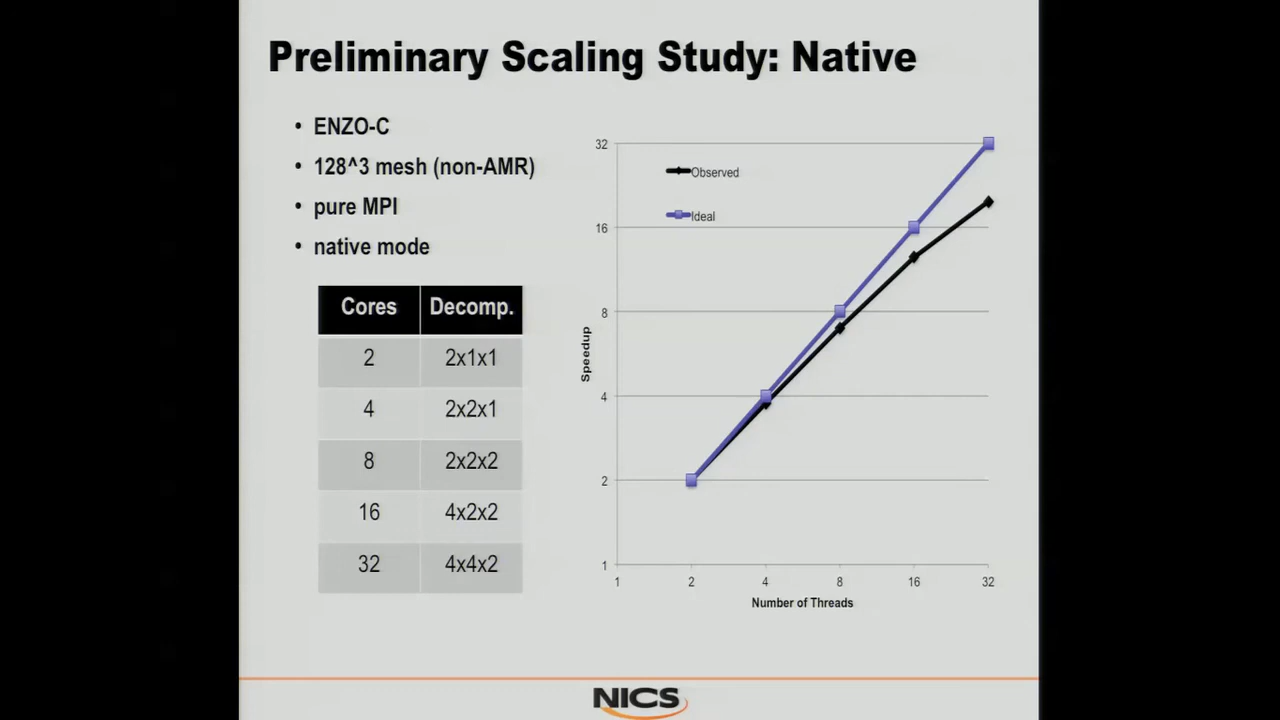 Preliminary Scaling Study: Native
• ENZO-C
• 128^3 mesh (non-AMR)
• pure MPI
• native mode
Cores Decomp.
2 2x1x1
4 2x2x1
8 2x2x2
16 4x2x2
32 4x4x2
Observed
Ideal
Speedup
32
16
8
4
2
1
1 2 4 8 16 32
Number of Threads
NICS